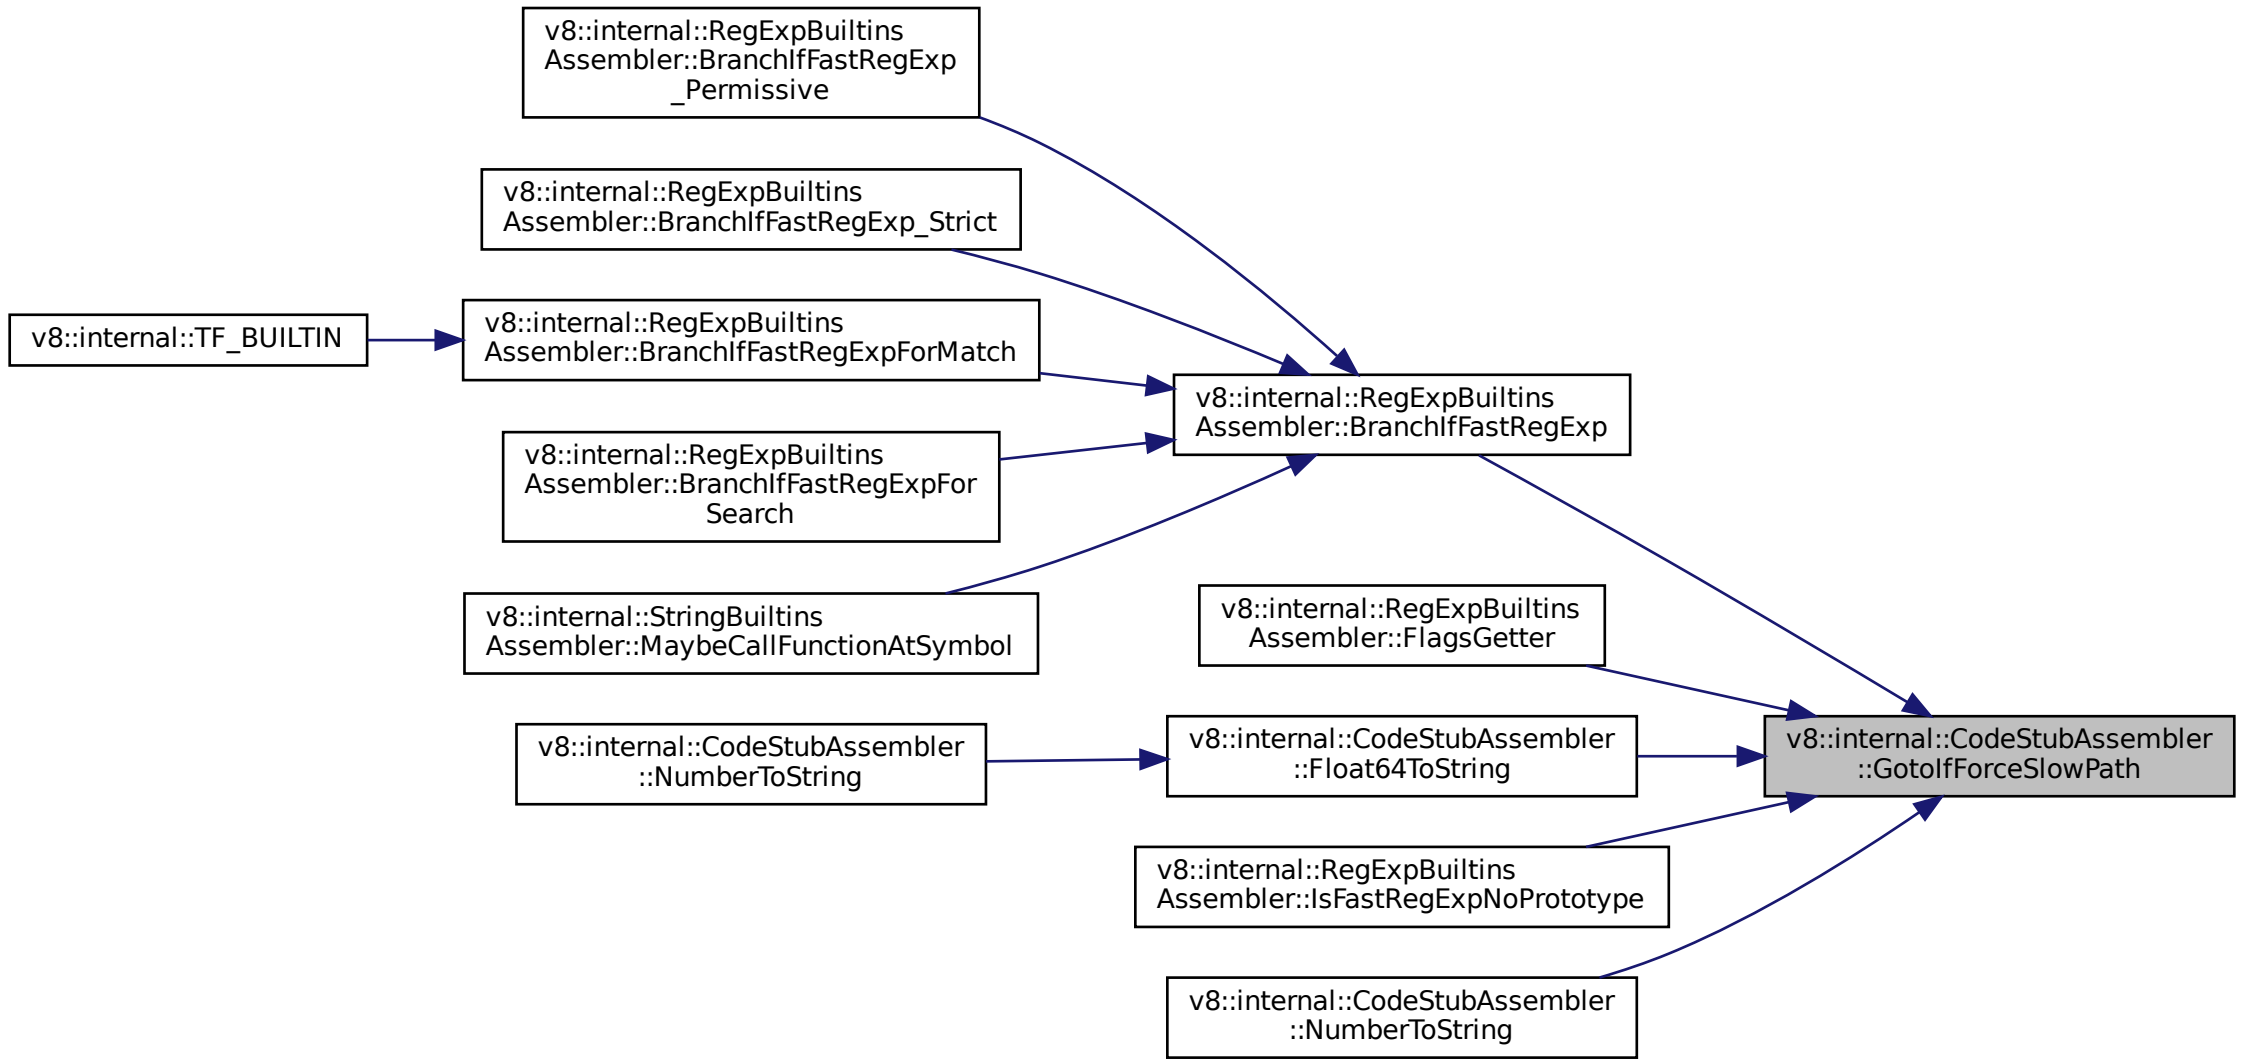 v8::internal::RegExpBuiltins
Assembler::BranchIfFastRegExp
_Permissive
v8::internal::RegExpBuiltins
Assembler::BranchIfFastRegExp_Strict
v8::internal::TF_BUILTIN
v8::internal::RegExpBuiltins
Assembler::BranchIfFastRegExpForMatch
v8::internal::RegExpBuiltins
Assembler::BranchIfFastRegExp
v8::internal::RegExpBuiltins
Assembler::BranchIfFastRegExpFor
Search
v8::internal::StringBuiltins
Assembler::MaybeCallFunctionAtSymbol
v8::internal::RegExpBuiltins
Assembler::FlagsGetter
v8::internal::CodeStubAssembler
::NumberToString
v8::internal::CodeStubAssembler
::Float64ToString
v8::internal::CodeStubAssembler
::GotoIfForceSlowPath
v8::internal::RegExpBuiltins
Assembler::IsFastRegExpNoPrototype
v8::internal::CodeStubAssembler
::NumberToString